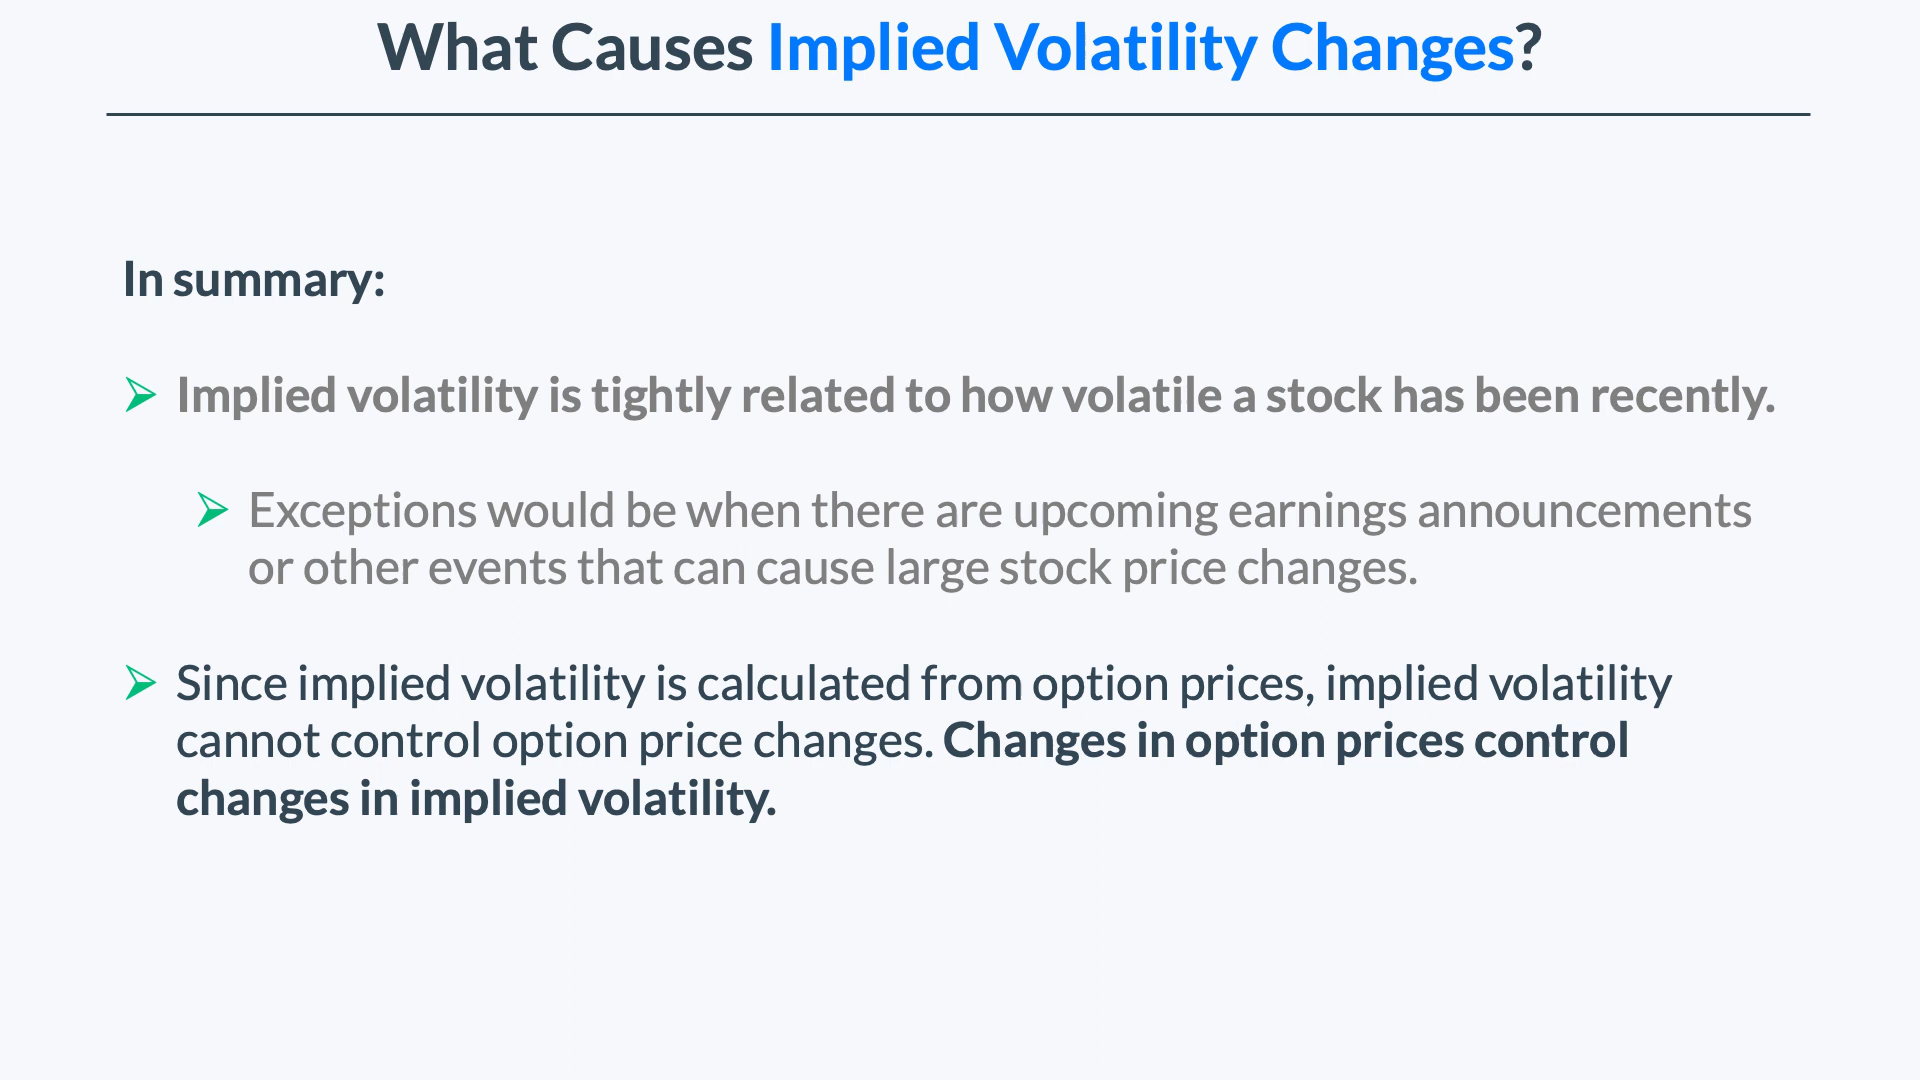 What Causes Implied Volatility Changes?
In summary:
Implied volatility is tightly related to how volatile a stock has been recently.
Exceptions would be when there are upcoming earnings announcements
or other events that can cause large stock price changes.
Since implied volatility is calculated from option prices, implied volatility
cannot control option price changes. Changes in option prices control
changes in implied volatility.